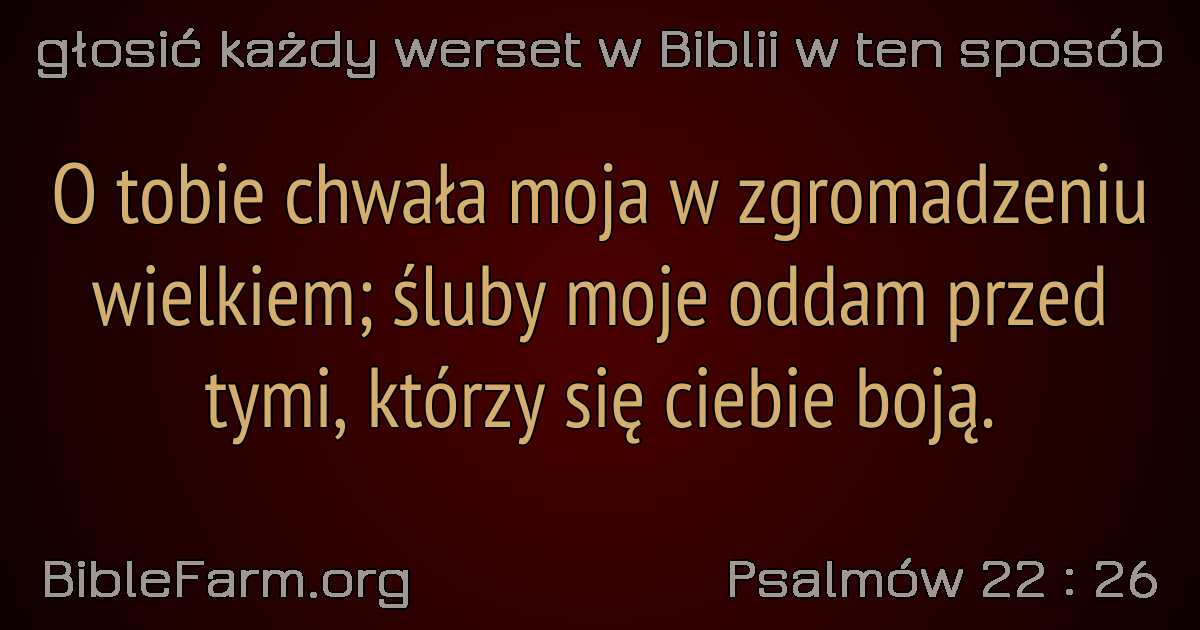 głosić każdy werset w Biblii w ten sposób
O tobie chwała moja w zgromadzeniu
wielkiem; śluby moje oddam przed
tymi, którzy się ciebie boją.
BibleFarm.org
Psalmów 22 : 26